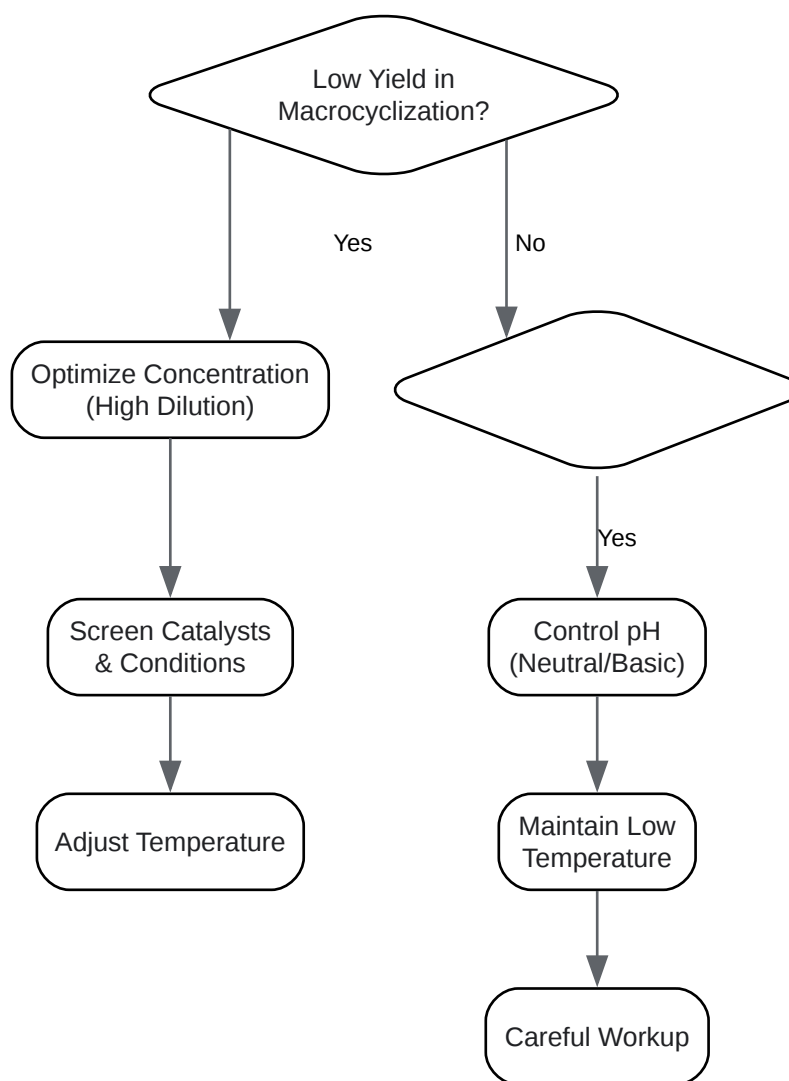 Low Yield in
Macrocyclization?
Yes
No
Optimize Concentration
(High Dilution)
Yes
Screen Catalysts
& Conditions
Control pH
(Neutral/Basic)
Adjust Temperature
Maintain Low
Temperature
Careful Workup